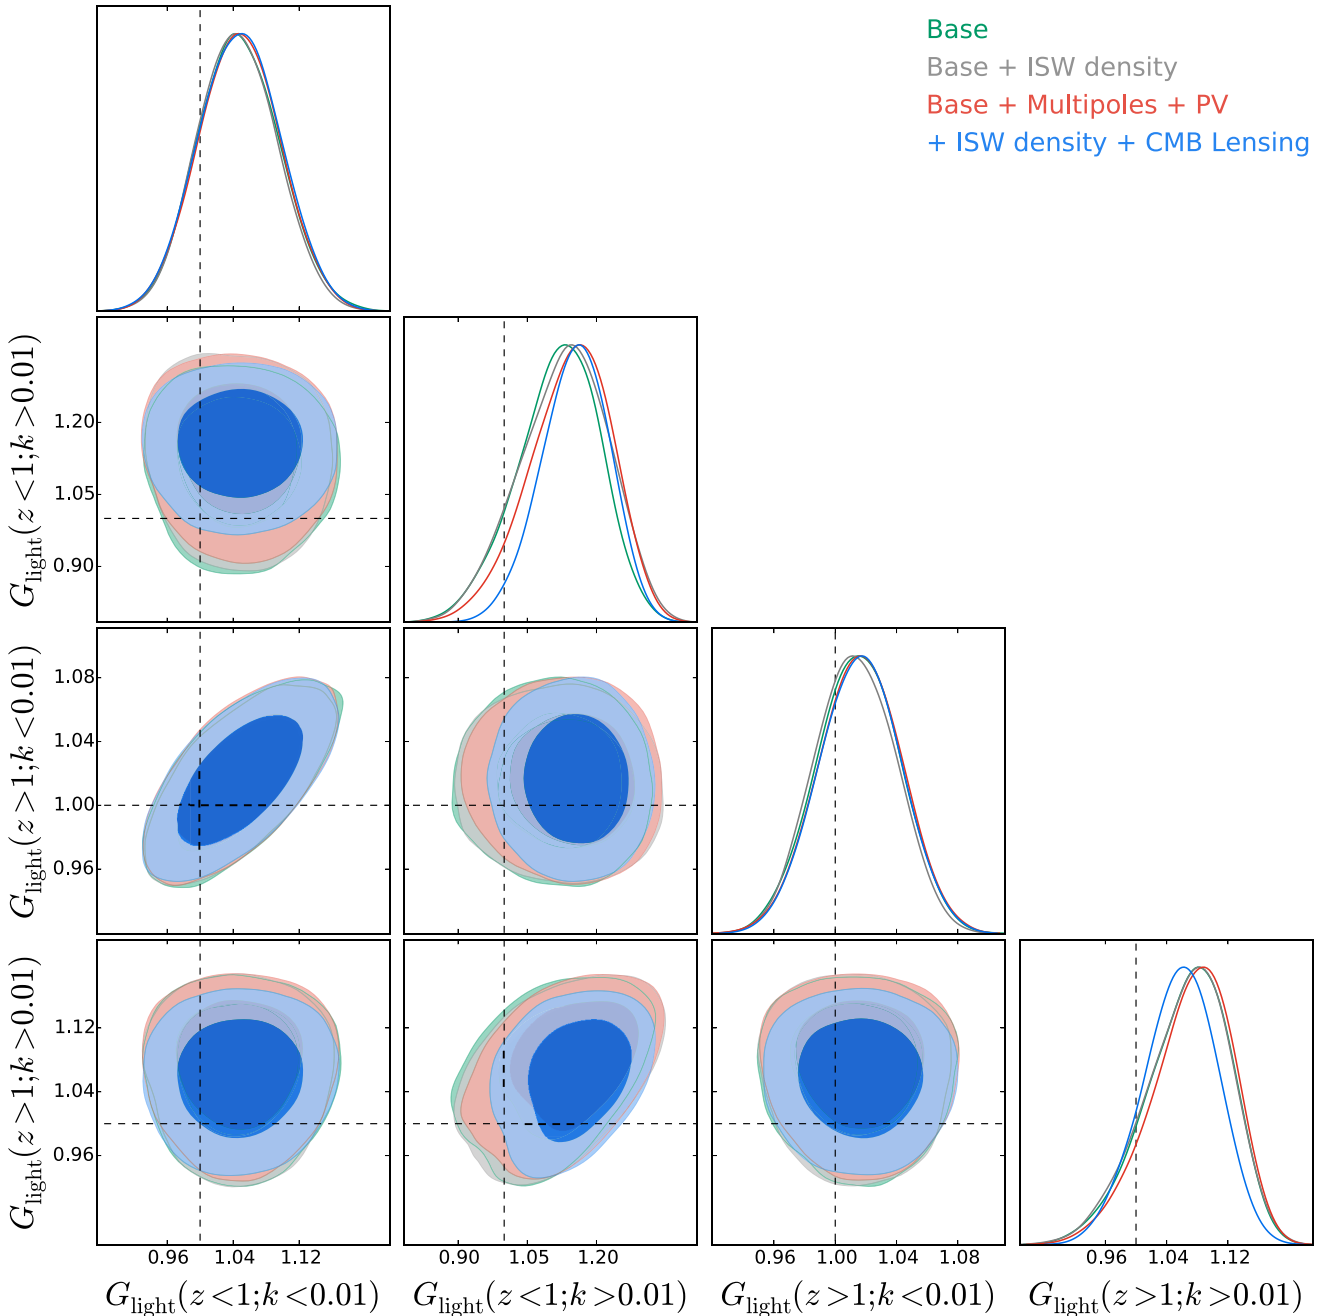 Base
Base + ISW density
Base + Multipoles + PV
+ ISW density + CMB Lensing
G_light(z<1;k>0.01)
1.20
1.05
0.90
G_light(z>1;k<0.01)
1.08
1.04
1.00
0.96
G_light(z>1;k>0.01)
1.12
1.04
0.96
0.96 1.04 1.12
0.90 1.05 1.20
0.96 1.00 1.04 1.08
0.96 1.04 1.12
G_light(z<1;k<0.01)
G_light(z<1;k>0.01)
G_light(z>1;k<0.01)
G_light(z>1;k>0.01)